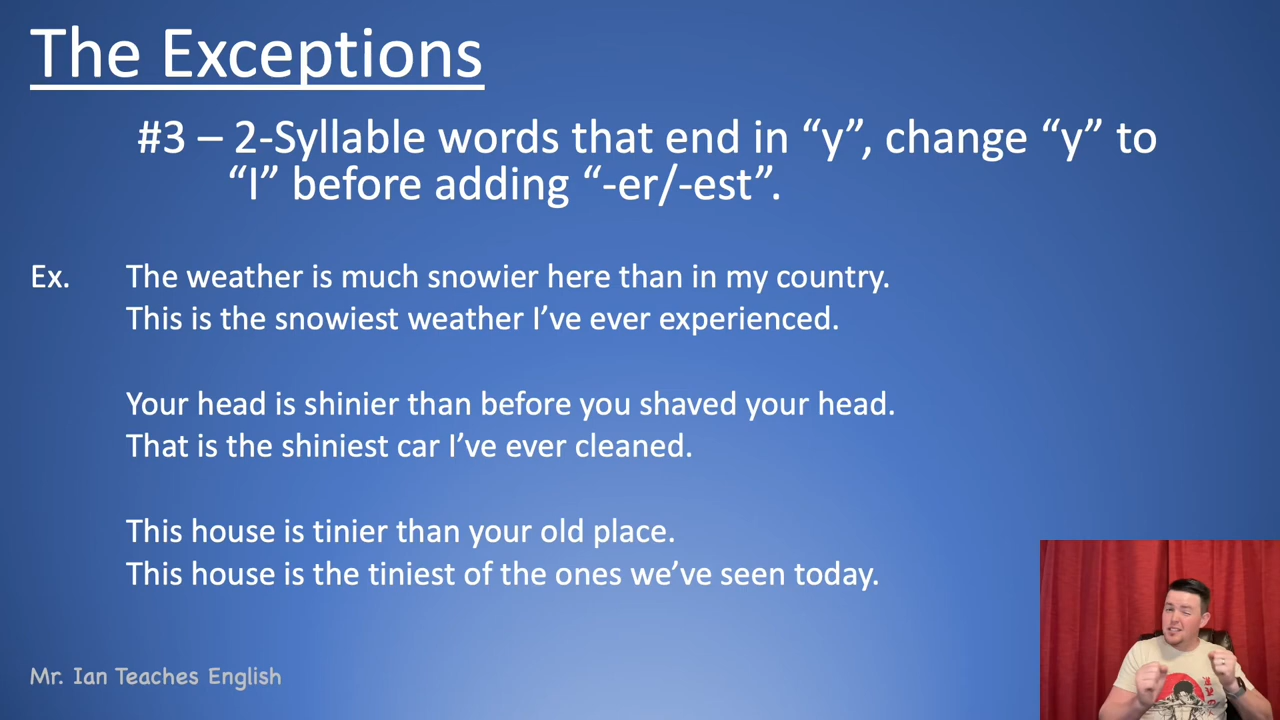 The Exceptions
#3 – 2-Syllable words that end in “y”, change “y” to
“I” before adding “-er/-est”.
Ex. The weather is much snowier here than in my country.
This is the snowiest weather I’ve ever experienced.
Your head is shinier than before you shaved your head.
That is the shiniest car I’ve ever cleaned.
This house is tinier than your old place.
This house is the tiniest of the ones we’ve seen today.
Mr. Ian Teaches English